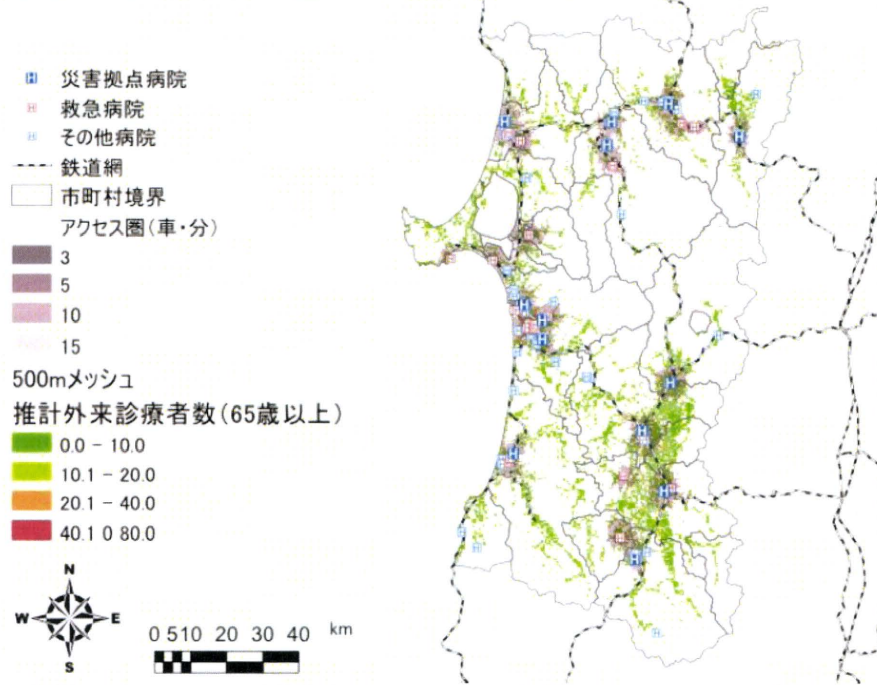 災害拠点病院
救急病院
その他病院
鉄道網
市町村境界
アクセス圏(車・分)
3
5
10
15
500mメッシュ
推計外来診療者数(65歳以上)
0.0 - 10.0
10.1 - 20.0
20.1 - 40.0
40.1 0 80.0
N
W E
S
0 510 20 30 40 km